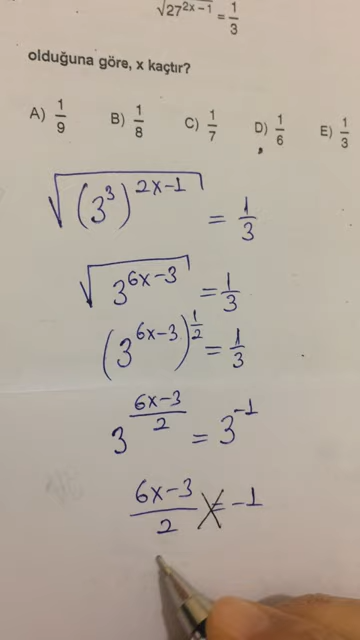 √27^(2x−1) = 1/3
olduğuna göre, x kaçtır?
A) 1/9 B) 1/8 C) 1/7 D) 1/6 E) 1/3
√(3^3)^(2x−1) = 1/3
√3^(6x−3) = 1/3
(3^(6x−3))^(1/2) = 1/3
3^((6x−3)/2) = 3^(−1)
(6x−3)/2 = −1